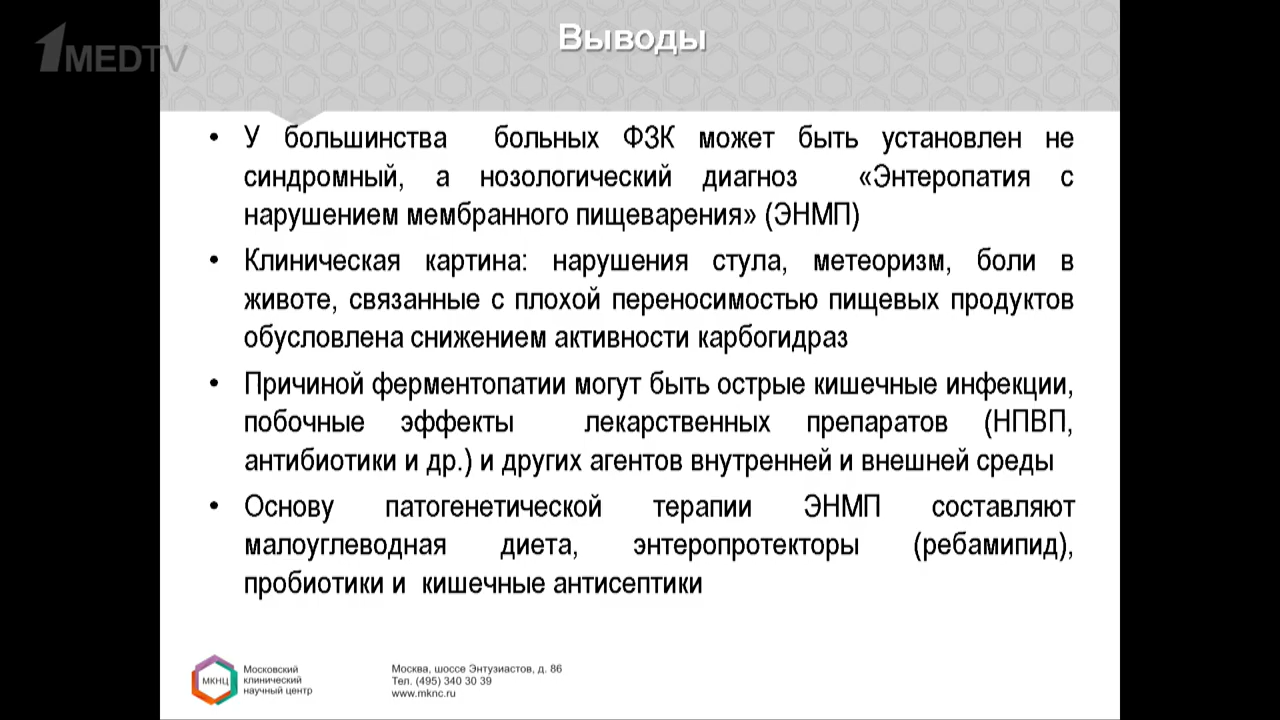 1MEDTV
Выводы
• У большинства больных ФЗК может быть установлен не
синдромный, а нозологический диагноз «Энтеропатия с
нарушением мембранного пищеварения» (ЭНМП)
• Клиническая картина: нарушения стула, метеоризм, боли в
животе, связанные с плохой переносимостью пищевых продуктов
обусловлена снижением активности карбогидраз
• Причиной ферментопатии могут быть острые кишечные инфекции,
побочные эффекты лекарственных препаратов (НПВП,
антибиотики и др.) и других агентов внутренней и внешней среды
• Основу патогенетической терапии ЭНМП составляют
малоуглеводная диета, энтеропротекторы (ребамипид),
пробиотики и кишечные антисептики
МКНЦ
Московский
клинический
научный центр
Москва, шоссе Энтузиастов, д. 86
Тел. (495) 340 30 39
www.mknc.ru